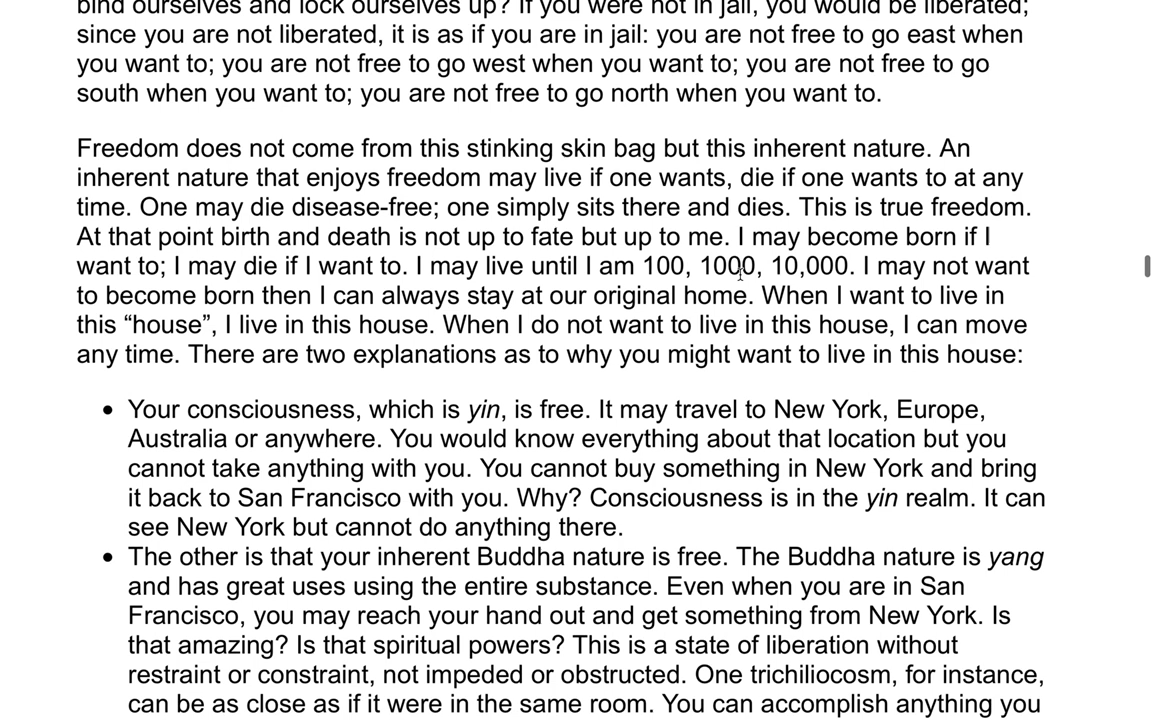 bind ourselves and lock ourselves up? If you were not in jail, you would be liberated;
since you are not liberated, it is as if you are in jail: you are not free to go east when
you want to; you are not free to go west when you want to; you are not free to go
south when you want to; you are not free to go north when you want to.
Freedom does not come from this stinking skin bag but this inherent nature. An
inherent nature that enjoys freedom may live if one wants, die if one wants to at any
time. One may die disease-free; one simply sits there and dies. This is true freedom.
At that point birth and death is not up to fate but up to me. I may become born if I
want to; I may die if I want to. I may live until I am 100, 1000, 10,000. I may not want
to become born then I can always stay at our original home. When I want to live in
this “house”, I live in this house. When I do not want to live in this house, I can move
any time. There are two explanations as to why you might want to live in this house:
• Your consciousness, which is yin, is free. It may travel to New York, Europe,
Australia or anywhere. You would know everything about that location but you
cannot take anything with you. You cannot buy something in New York and bring
it back to San Francisco with you. Why? Consciousness is in the yin realm. It can
see New York but cannot do anything there.
• The other is that your inherent Buddha nature is free. The Buddha nature is yang
and has great uses using the entire substance. Even when you are in San
Francisco, you may reach your hand out and get something from New York. Is
that amazing? Is that spiritual powers? This is a state of liberation without
restraint or constraint, not impeded or obstructed. One trichiliocosm, for instance,
can be as close as if it were in the same room. You can accomplish anything you